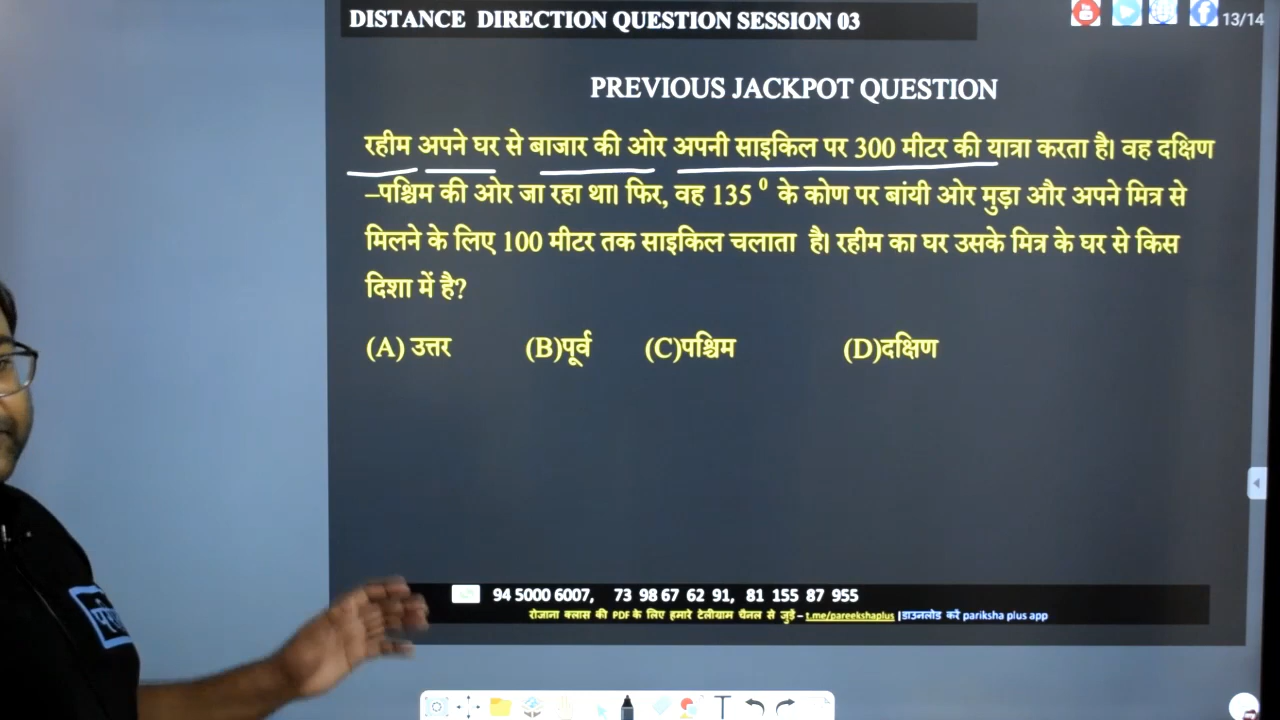 DISTANCE DIRECTION QUESTION SESSION 03
13/14
PREVIOUS JACKPOT QUESTION
रहीम अपने घर से बाजार की ओर अपनी साइकिल पर 300 मीटर की यात्रा करता है। वह दक्षिण
–पश्चिम की ओर जा रहा था। फिर, वह 135 ⁰ के कोण पर बांयी ओर मुड़ा और अपने मित्र से
मिलने के लिए 100 मीटर तक साइकिल चलाता है। रहीम का घर उसके मित्र के घर से किस
दिशा में है?
(A) उत्तर (B)पूर्व (C)पश्चिम (D)दक्षिण
94 5000 6007, 73 98 67 62 91, 81 155 87 955
रोजाना क्लास की PDF के लिए हमारे टेलीग्राम चैनल से जुड़ें – t.me/pareekshaplus |डाउनलोड करें pariksha plus app